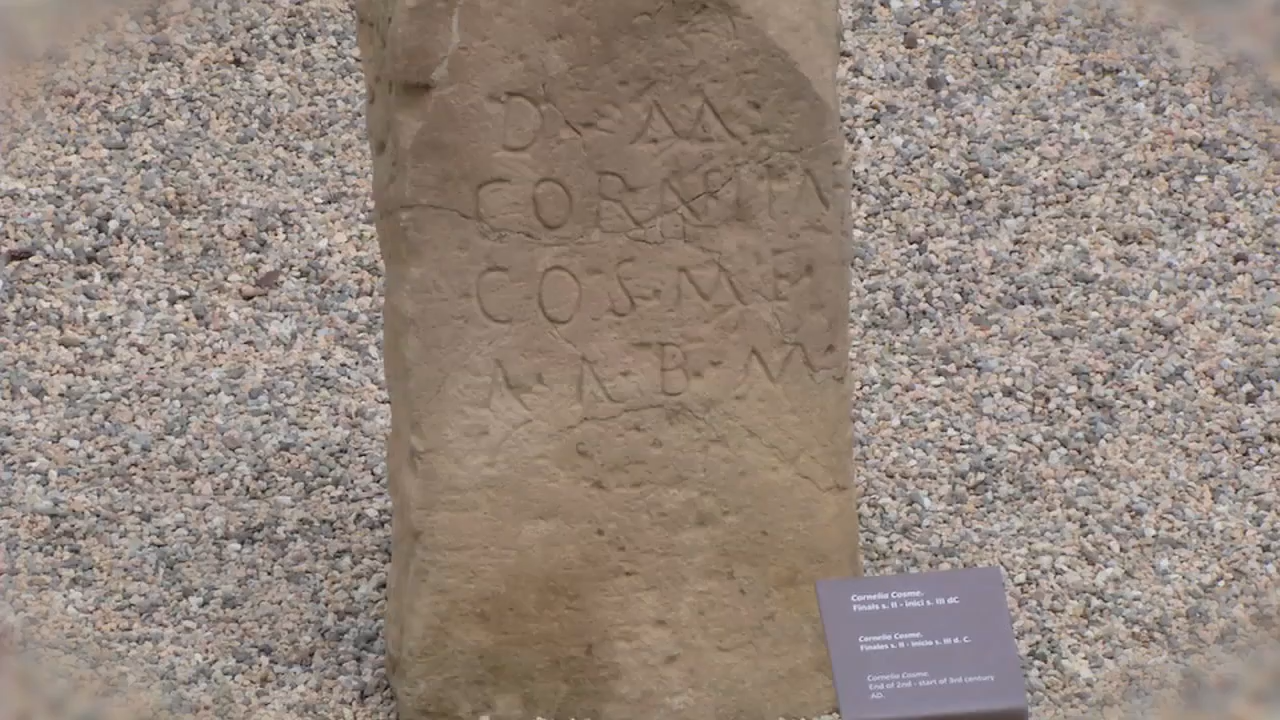 D · M
CORNELIA
COSME
A · A · B · M
Cornelia Cosme.
Finals s. II - inici s. III dC
Cornelia Cosme.
Finales s. II - inicio s. III d. C.
Cornelia Cosme.
End of 2nd - start of 3rd century
AD.